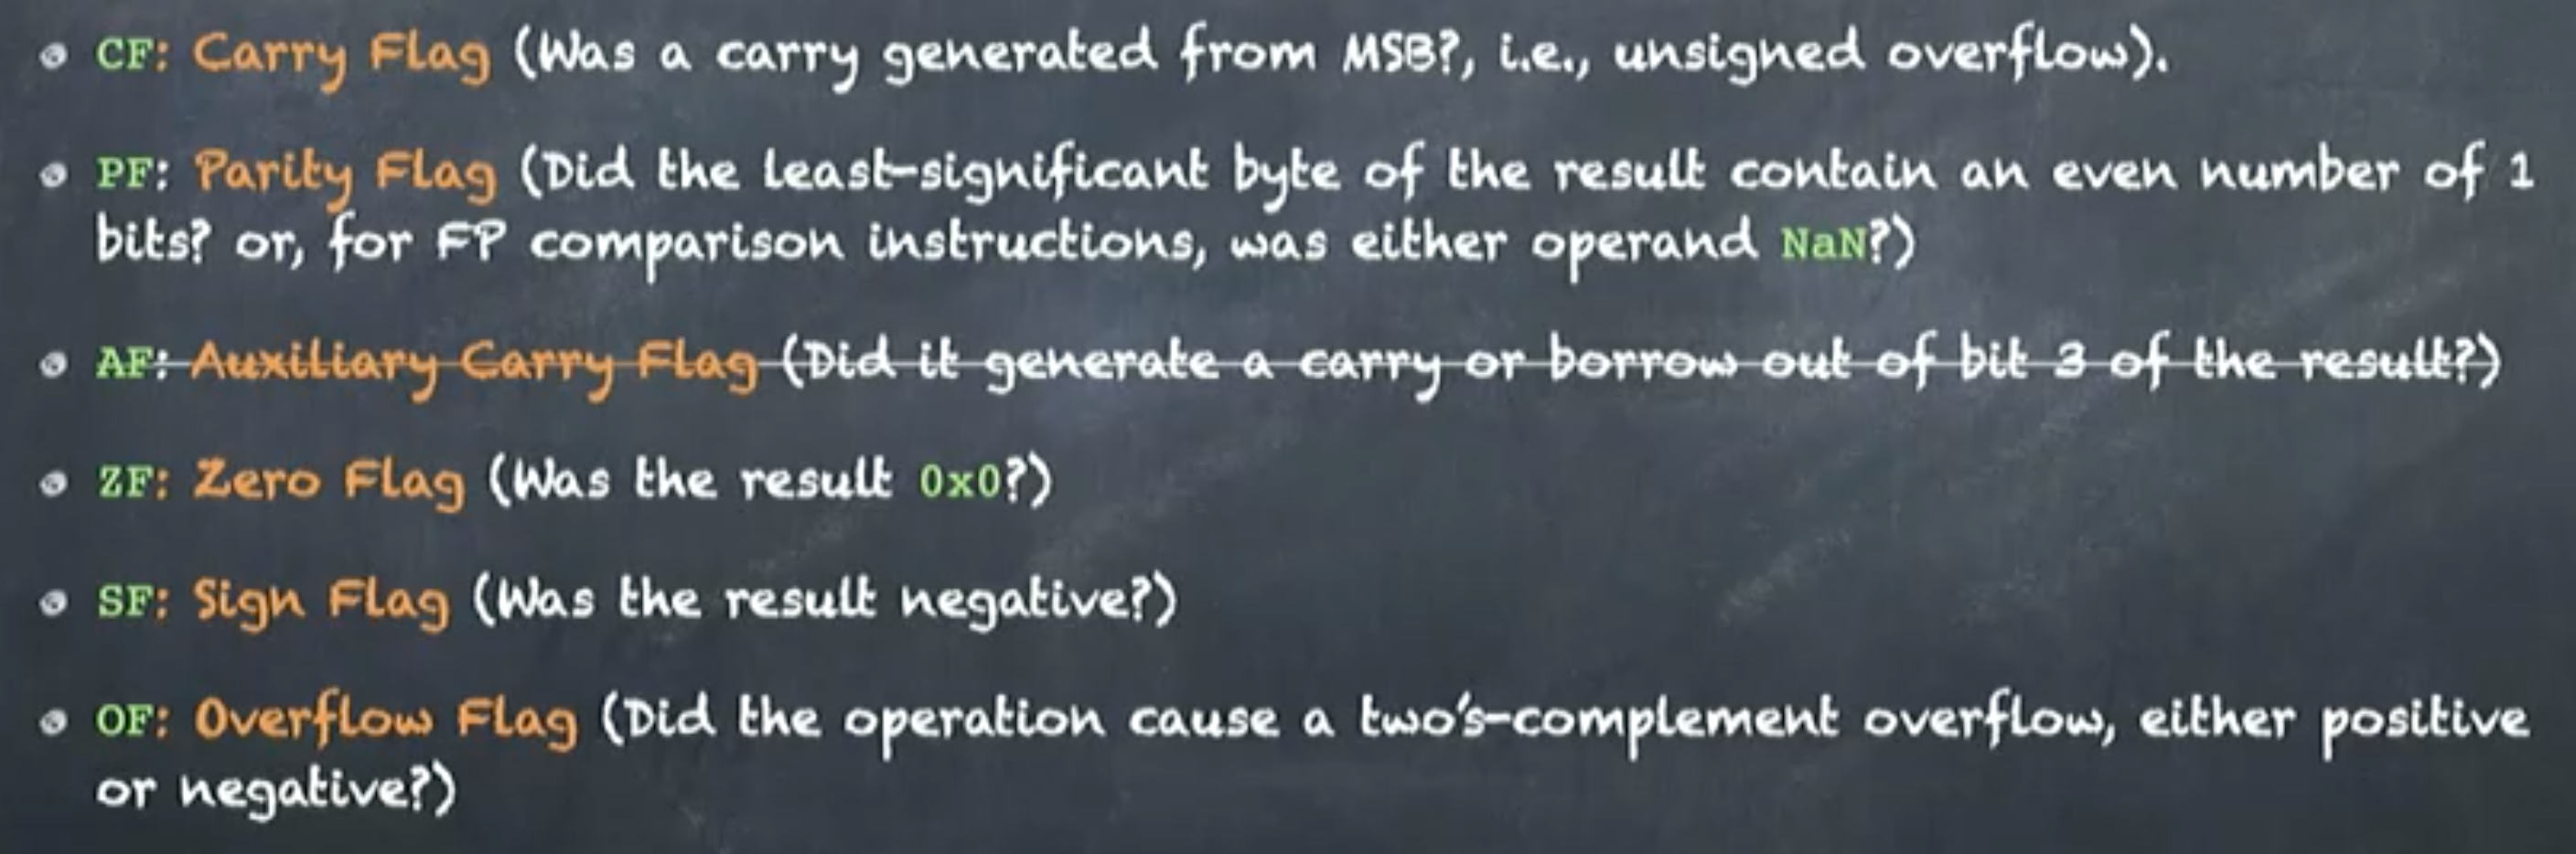 CF: Carry Flag (Was a carry generated from MSB?, i.e., unsigned overflow).
PF: Parity Flag (Did the least-significant byte of the result contain an even number of 1
bits? or, for FP comparison instructions, was either operand NaN?)
AF: Auxiliary Carry Flag (Did it generate a carry or borrow out of bit 3 of the result?)
ZF: Zero Flag (Was the result 0x0?)
SF: Sign Flag (Was the result negative?)
OF: Overflow Flag (Did the operation cause a two's-complement overflow, either positive
or negative?)